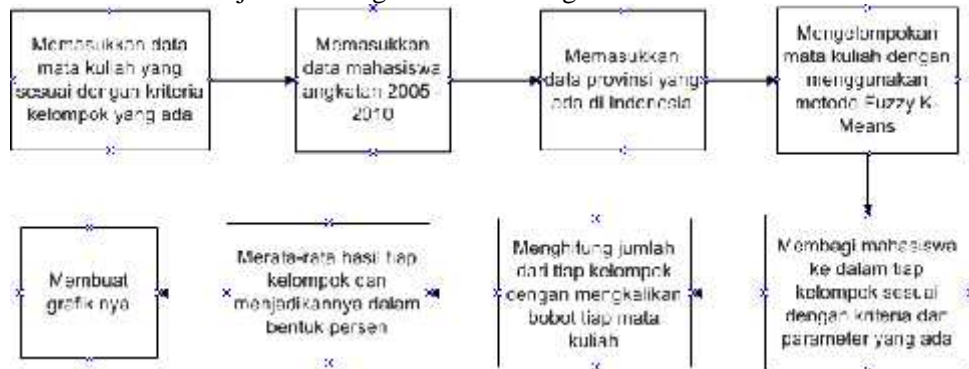 Memasukkan data
mata kuliah yang
sesuai dengan kriteria
kelompok yang ada
Memasukkan
data mahasiswa
angkatan 2005 -
2010
Memasukkan
data provinsi yang
ada di Indonesia
Mengelompokan
mata kuliah dengan
menggunakan
metode Fuzzy K-
Means
Membagi mahasiswa
ke dalam tiap
kelompok sesuai
dengan kriteria dan
parameter yang ada
Menghitung jumlah
dari tiap kelompok
dengan mengkalikan
bobot tiap mata
kuliah
Merata-rata hasil tiap
kelompok dan
menjadikannya dalam
bentuk persen
Membuat
grafik nya